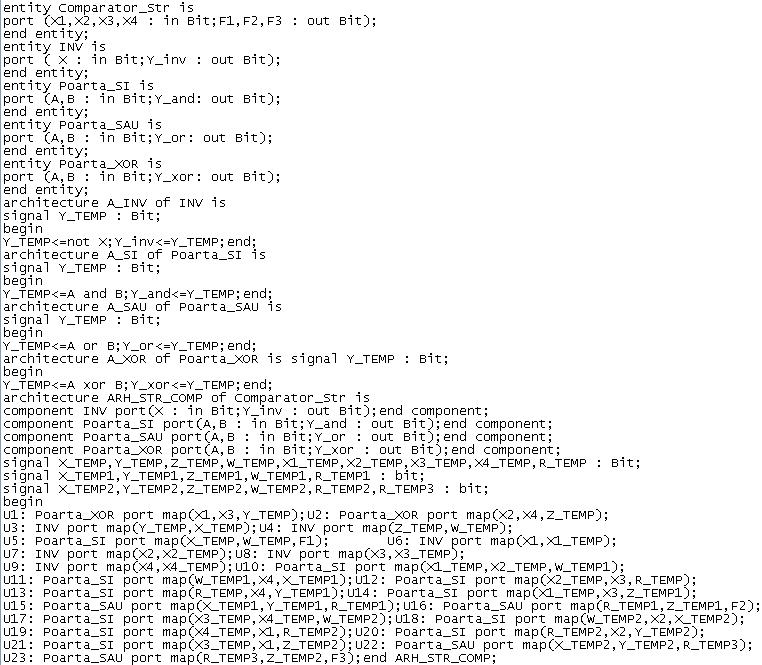 entity Comparator_Str is
port (X1,X2,X3,X4 : in Bit;F1,F2,F3 : out Bit);
end entity;
entity INV is
port ( X : in Bit;Y_inv : out Bit);
end entity;
entity Poarta_SI is
port (A,B : in Bit;Y_and: out Bit);
end entity;
entity Poarta_SAU is
port (A,B : in Bit;Y_or: out Bit);
end entity;
entity Poarta_XOR is
port (A,B : in Bit;Y_xor: out Bit);
end entity;
architecture A_INV of INV is
signal Y_TEMP : Bit;
begin
Y_TEMP<=not X;Y_inv<=Y_TEMP;end;
architecture A_SI of Poarta_SI is
signal Y_TEMP : Bit;
begin
Y_TEMP<=A and B;Y_and<=Y_TEMP;end;
architecture A_SAU of Poarta_SAU is
signal Y_TEMP : Bit;
begin
Y_TEMP<=A or B;Y_or<=Y_TEMP;end;
architecture A_XOR of Poarta_XOR is signal Y_TEMP : Bit;
begin
Y_TEMP<=A xor B;Y_xor<=Y_TEMP;end;
architecture ARH_STR_COMP of Comparator_Str is
component INV port(X : in Bit;Y_inv : out Bit);end component;
component Poarta_SI port(A,B : in Bit;Y_and : out Bit);end component;
component Poarta_SAU port(A,B : in Bit;Y_or : out Bit);end component;
component Poarta_XOR port(A,B : in Bit;Y_xor : out Bit);end component;
signal X_TEMP,Y_TEMP,Z_TEMP,W_TEMP,X1_TEMP,X2_TEMP,X3_TEMP,X4_TEMP,R_TEMP : Bit;
signal X_TEMP1,Y_TEMP1,Z_TEMP1,W_TEMP1,R_TEMP1 : bit;
signal X_TEMP2,Y_TEMP2,Z_TEMP2,W_TEMP2,R_TEMP2,R_TEMP3 : bit;
begin
U1: Poarta_XOR port map(X1,X3,Y_TEMP);U2: Poarta_XOR port map(X2,X4,Z_TEMP);
U3: INV port map(Y_TEMP,X_TEMP);U4: INV port map(Z_TEMP,W_TEMP);
U5: Poarta_SI port map(X_TEMP,W_TEMP,F1); U6: INV port map(X1,X1_TEMP);
U7: INV port map(X2,X2_TEMP);U8: INV port map(X3,X3_TEMP);
U9: INV port map(X4,X4_TEMP);U10: Poarta_SI port map(X1_TEMP,X2_TEMP,W_TEMP1);
U11: Poarta_SI port map(W_TEMP1,X4,X_TEMP1);U12: Poarta_SI port map(X2_TEMP,X3,R_TEMP);
U13: Poarta_SI port map(R_TEMP,X4,Y_TEMP1);U14: Poarta_SI port map(X1_TEMP,X3,Z_TEMP1);
U15: Poarta_SAU port map(X_TEMP1,Y_TEMP1,R_TEMP1);U16: Poarta_SAU port map(R_TEMP1,Z_TEMP1,F2);
U17: Poarta_SI port map(X3_TEMP,X4_TEMP,W_TEMP2);U18: Poarta_SI port map(W_TEMP2,X2,X_TEMP2);
U19: Poarta_SI port map(X4_TEMP,X1,R_TEMP2);U20: Poarta_SI port map(R_TEMP2,X2,Y_TEMP2);
U21: Poarta_SI port map(X3_TEMP,X1,Z_TEMP2);U22: Poarta_SAU port map(X_TEMP2,Y_TEMP2,R_TEMP3);
U23: Poarta_SAU port map(R_TEMP3,Z_TEMP2,F3);end ARH_STR_COMP;